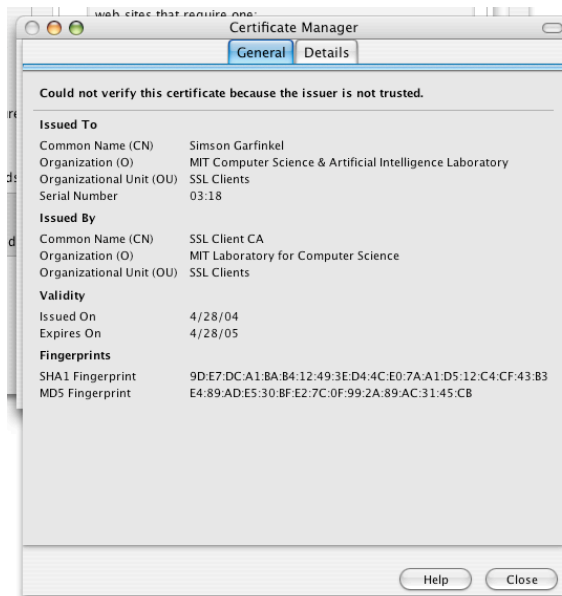 web sites that require one:
Certificate Manager
General Details
Could not verify this certificate because the issuer is not trusted.
Issued To
Common Name (CN) Simson Garfinkel
Organization (O) MIT Computer Science & Artificial Intelligence Laboratory
Organizational Unit (OU) SSL Clients
Serial Number 03:18
Issued By
Common Name (CN) SSL Client CA
Organization (O) MIT Laboratory for Computer Science
Organizational Unit (OU) SSL Clients
Validity
Issued On 4/28/04
Expires On 4/28/05
Fingerprints
SHA1 Fingerprint 9D:E7:DC:A1:BA:B4:12:49:3E:D4:4C:E0:7A:A1:D5:12:C4:CF:43:B3
MD5 Fingerprint E4:89:AD:E5:30:BF:E2:7C:0F:99:2A:89:AC:31:45:CB
Help Close